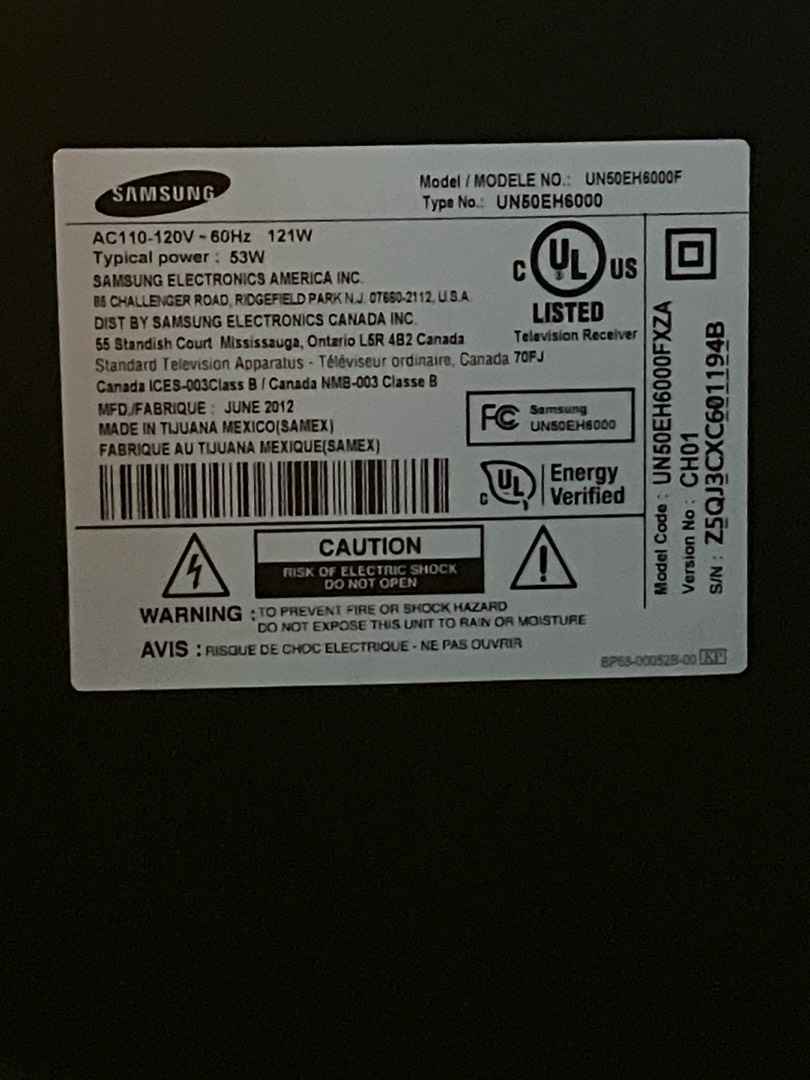 SAMSUNG
Model / MODELE NO.: UN50EH6000F
Type No.: UN50EH6000
AC110-120V ~ 60Hz 121W
Typical power : 53W
SAMSUNG ELECTRONICS AMERICA INC.
85 CHALLENGER ROAD, RIDGEFIELD PARK N.J. 07660-2112, U.S.A.
DIST BY SAMSUNG ELECTRONICS CANADA INC.
55 Standish Court Mississauga, Ontario L5R 4B2 Canada
Standard Television Apparatus - Téléviseur ordinaire, Canada
Canada ICES-003Class B / Canada NMB-003 Classe B
MFD./FABRIQUE : JUNE 2012
MADE IN TIJUANA MEXICO(SAMEX)
FABRIQUE AU TIJUANA MEXIQUE(SAMEX)
C UL US
LISTED
Television Receiver
70FJ
FC Samsung
UN50EH6000
C UL Energy
Verified
Model Code : UN50EH6000FXZA
Version No : CH01
S/N : Z5QJ3CXC601194B
CAUTION
RISK OF ELECTRIC SHOCK
DO NOT OPEN
WARNING : TO PREVENT FIRE OR SHOCK HAZARD
DO NOT EXPOSE THIS UNIT TO RAIN OR MOISTURE
AVIS : RISQUE DE CHOC ELECTRIQUE - NE PAS OUVRIR
BP68-00052B-00